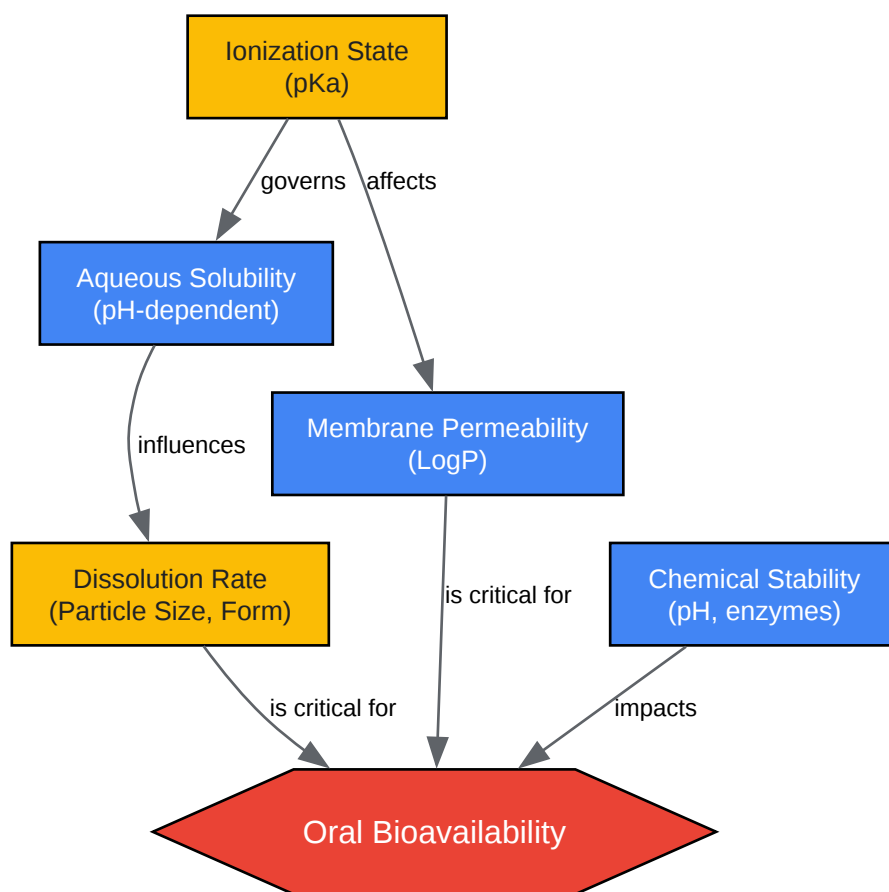 Ionization State
(pKa)
governs
affects
Aqueous Solubility
(pH-dependent)
Membrane Permeability
(LogP)
influences
Dissolution Rate
(Particle Size, Form)
Chemical Stability
(pH, enzymes)
is critical for
is critical for
impacts
Oral Bioavailability